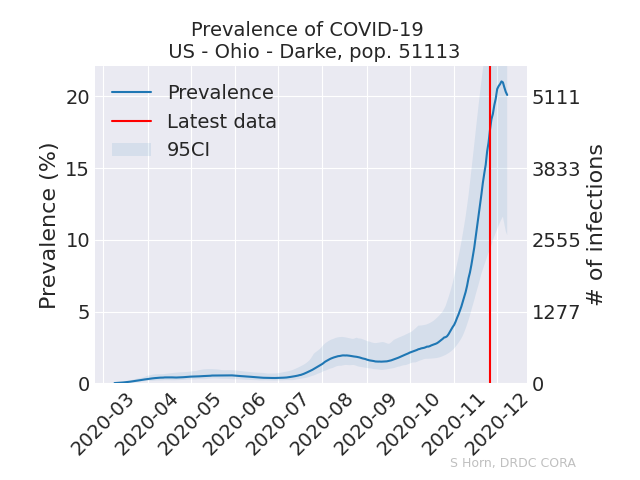 Prevalence of COVID-19
US - Ohio - Darke, pop. 51113
Prevalence
Latest data
95CI
Prevalence (%)
20
15
10
5
0
5111
3833
2555
1277
0
# of infections
2020-03
2020-04
2020-05
2020-06
2020-07
2020-08
2020-09
2020-10
2020-11
2020-12
S Horn, DRDC CORA